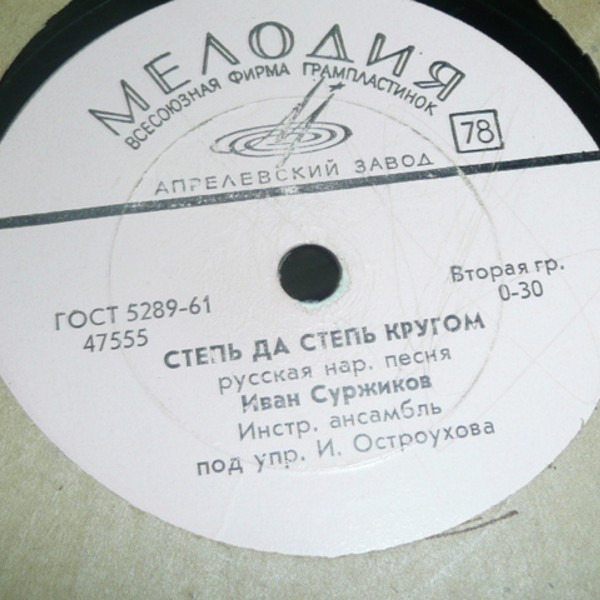 МЕЛОДИЯ
ВСЕСОЮЗНАЯ ФИРМА ГРАМПЛАСТИНОК
78
АПРЕЛЕВСКИЙ ЗАВОД
ГОСТ 5289-61
47555
Вторая гр.
0-30
СТЕПЬ ДА СТЕПЬ КРУГОМ
русская нар. песня
Иван Суржиков
Инстр. ансамбль
под упр. И. Остроухова